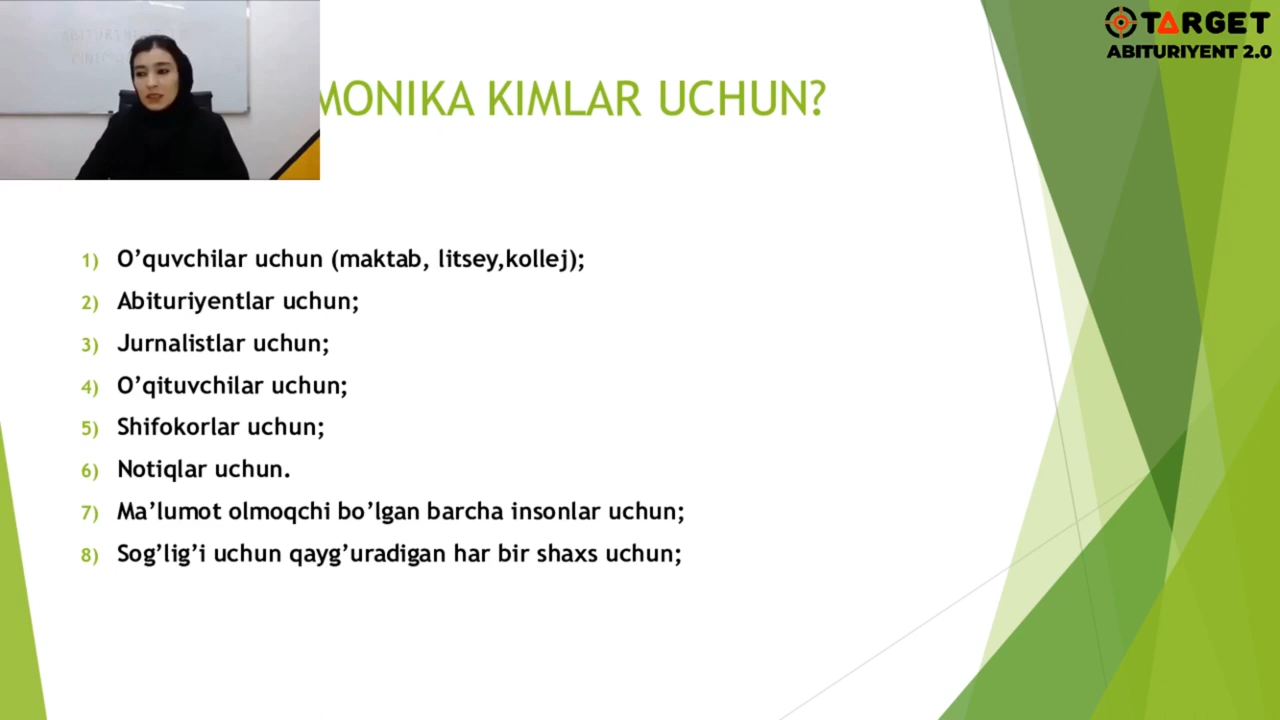 TARGET
ABITURIYENT 2.0
MONIKA KIMLAR UCHUN?
1) O’quvchilar uchun (maktab, litsey,kollej);
2) Abituriyentlar uchun;
3) Jurnalistlar uchun;
4) O’qituvchilar uchun;
5) Shifokorlar uchun;
6) Notiqlar uchun.
7) Ma’lumot olmoqchi bo’lgan barcha insonlar uchun;
8) Sog’lig’i uchun qayg’uradigan har bir shaxs uchun;